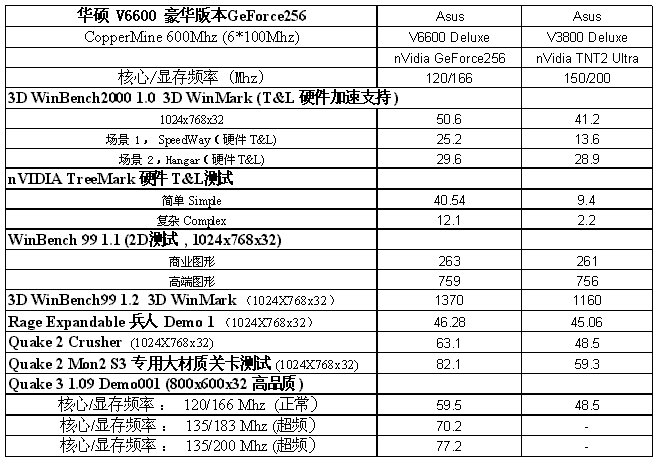 华硕 V6600 豪华版本GeForce256 Asus Asus
CopperMine 600Mhz (6*100Mhz) V6600 Deluxe V3800 Deluxe
nVidia GeForce256 nVidia TNT2 Ultra
核心/显存频率 (Mhz) 120/166 150/200
3D WinBench2000 1.0 3D WinMark (T&L 硬件加速支持)
1024x768x32 50.6 41.2
场景 1， SpeedWay (硬件 T&L) 25.2 13.6
场景 2，Hangar (硬件 T&L) 29.6 28.9
nVIDIA TreeMark 硬件 T&L测试
简单 Simple 40.54 9.4
复杂 Complex 12.1 2.2
WinBench 99 1.1 (2D测试 , 1024x768x32)
商业图形 263 261
高端图形 759 756
3D WinBench99 1.2 3D WinMark （1024X768x32） 1370 1160
Rage Expandable 兵人 Demo 1 （1024X768x32） 46.28 45.06
Quake 2 Crusher (1024X768x32) 63.1 48.5
Quake 2 Mon2 S3 专用大材质关卡测试 (1024X768x32) 82.1 59.3
Quake 3 1.09 Demo001 (800x600x32 高品质)
核心/显存频率： 120/166 Mhz (正常) 59.5 48.5
核心/显存频率： 135/183 Mhz (超频) 70.2 -
核心/显存频率： 135/200 Mhz (超频) 77.2 -